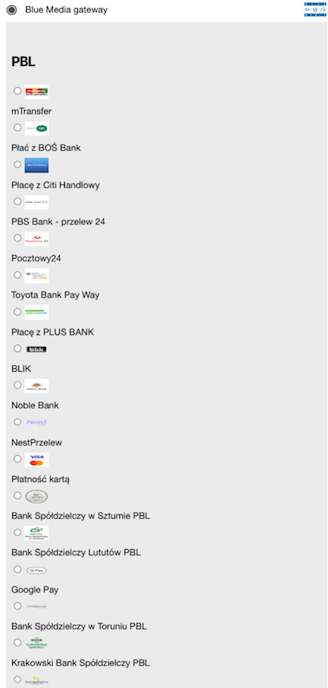 Blue Media gateway
PBL
mTransfer
Płać z BOŚ Bank
Płacę z Citi Handlowy
PBS Bank - przelew 24
Pocztowy24
Toyota Bank Pay Way
Płacę z PLUS BANK
blik
BLIK
Noble Bank
NestPrzelew
VISA
Płatność kartą
Bank Spółdzielczy w Sztumie PBL
Bank Spółdzielczy Lututów PBL
G Pay
Google Pay
Bank Spółdzielczy w Toruniu PBL
Krakowski Bank Spółdzielczy PBL